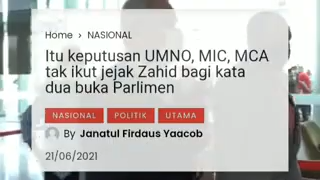 Home > NASIONAL
Itu keputusan UMNO, MIC, MCA
tak ikut jejak Zahid bagi kata
dua buka Parlimen
NASIONAL POLITIK UTAMA
By Janatul Firdaus Yaacob
21/06/2021